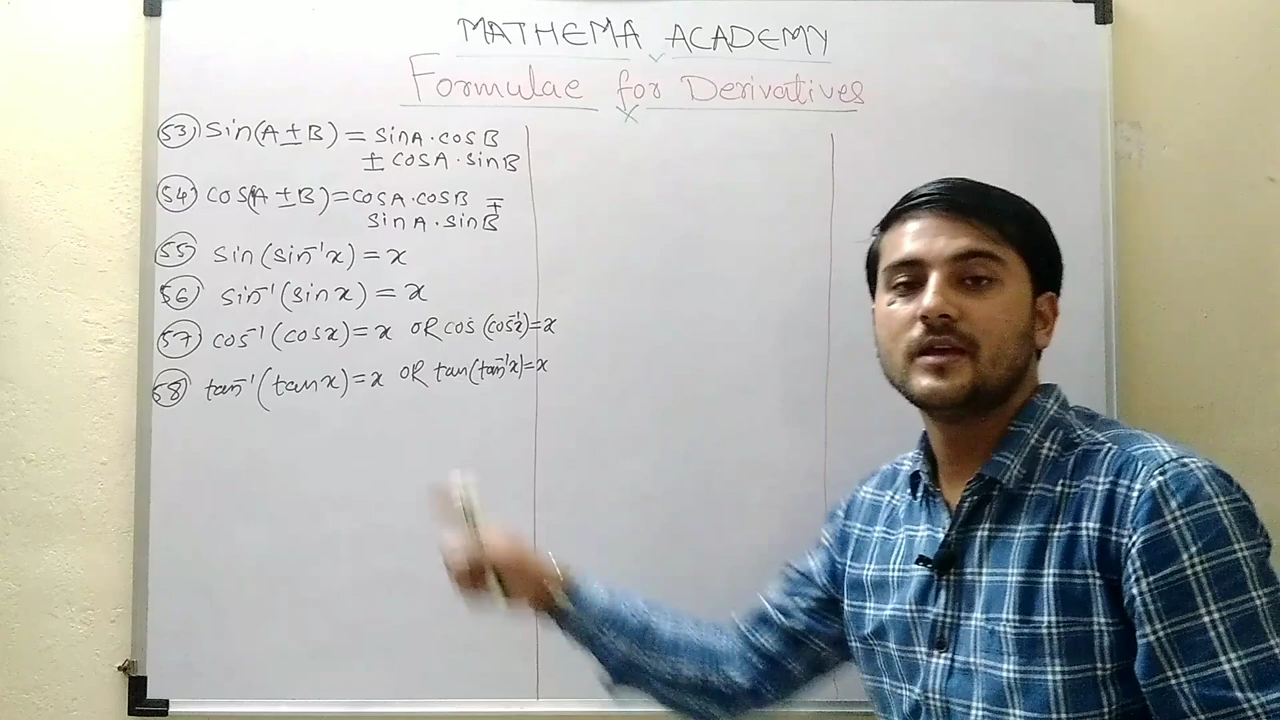 MATHEMA ACADEMY
Formulae for Derivatives
53) sin(A ± B) = sinA · cosB
± cosA · sinB
54) cos(A ± B) = cosA · cosB ∓
sinA · sinB
55) sin(sin⁻¹x) = x
56) sin⁻¹(sinx) = x
57) cos⁻¹(cosx) = x OR cos(cos⁻¹x) = x
58) tan⁻¹(tanx) = x OR tan(tan⁻¹x) = x